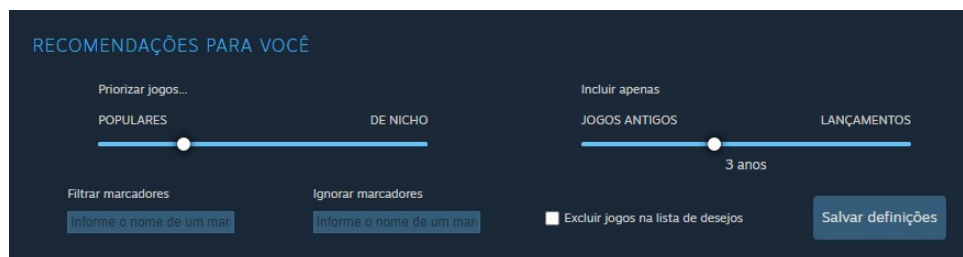 RECOMENDAÇÕES PARA VOCÊ
Priorizar jogos...
POPULARES DE NICHO
Incluir apenas
JOGOS ANTIGOS LANÇAMENTOS
3 anos
Filtrar marcadores
Informe o nome de um mar
Ignorar marcadores
Informe o nome de um mar
Excluir jogos na lista de desejos
Salvar definições